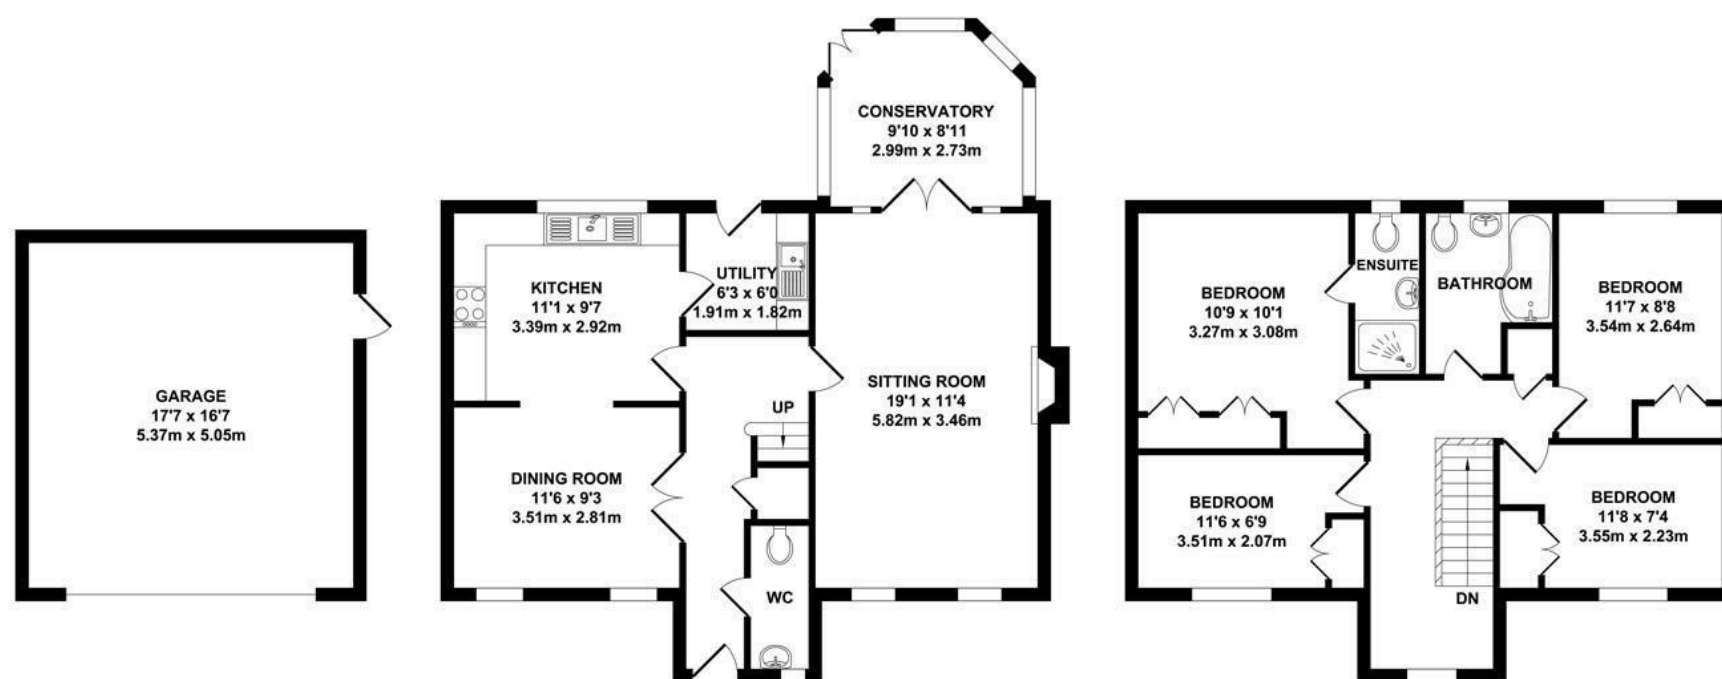 GARAGE
17'7 x 16'7
5.37m x 5.05m
KITCHEN
11'1 x 9'7
3.39m x 2.92m
UTILITY
6'3 x 6'0
1.91m x 1.82m
CONSERVATORY
9'10 x 8'11
2.99m x 2.73m
SITTING ROOM
19'1 x 11'4
5.82m x 3.46m
UP
DINING ROOM
11'6 x 9'3
3.51m x 2.81m
WC
BEDROOM
10'9 x 10'1
3.27m x 3.08m
ENSUITE
BATHROOM
BEDROOM
11'7 x 8'8
3.54m x 2.64m
BEDROOM
11'6 x 6'9
3.51m x 2.07m
BEDROOM
11'8 x 7'4
3.55m x 2.23m
DN